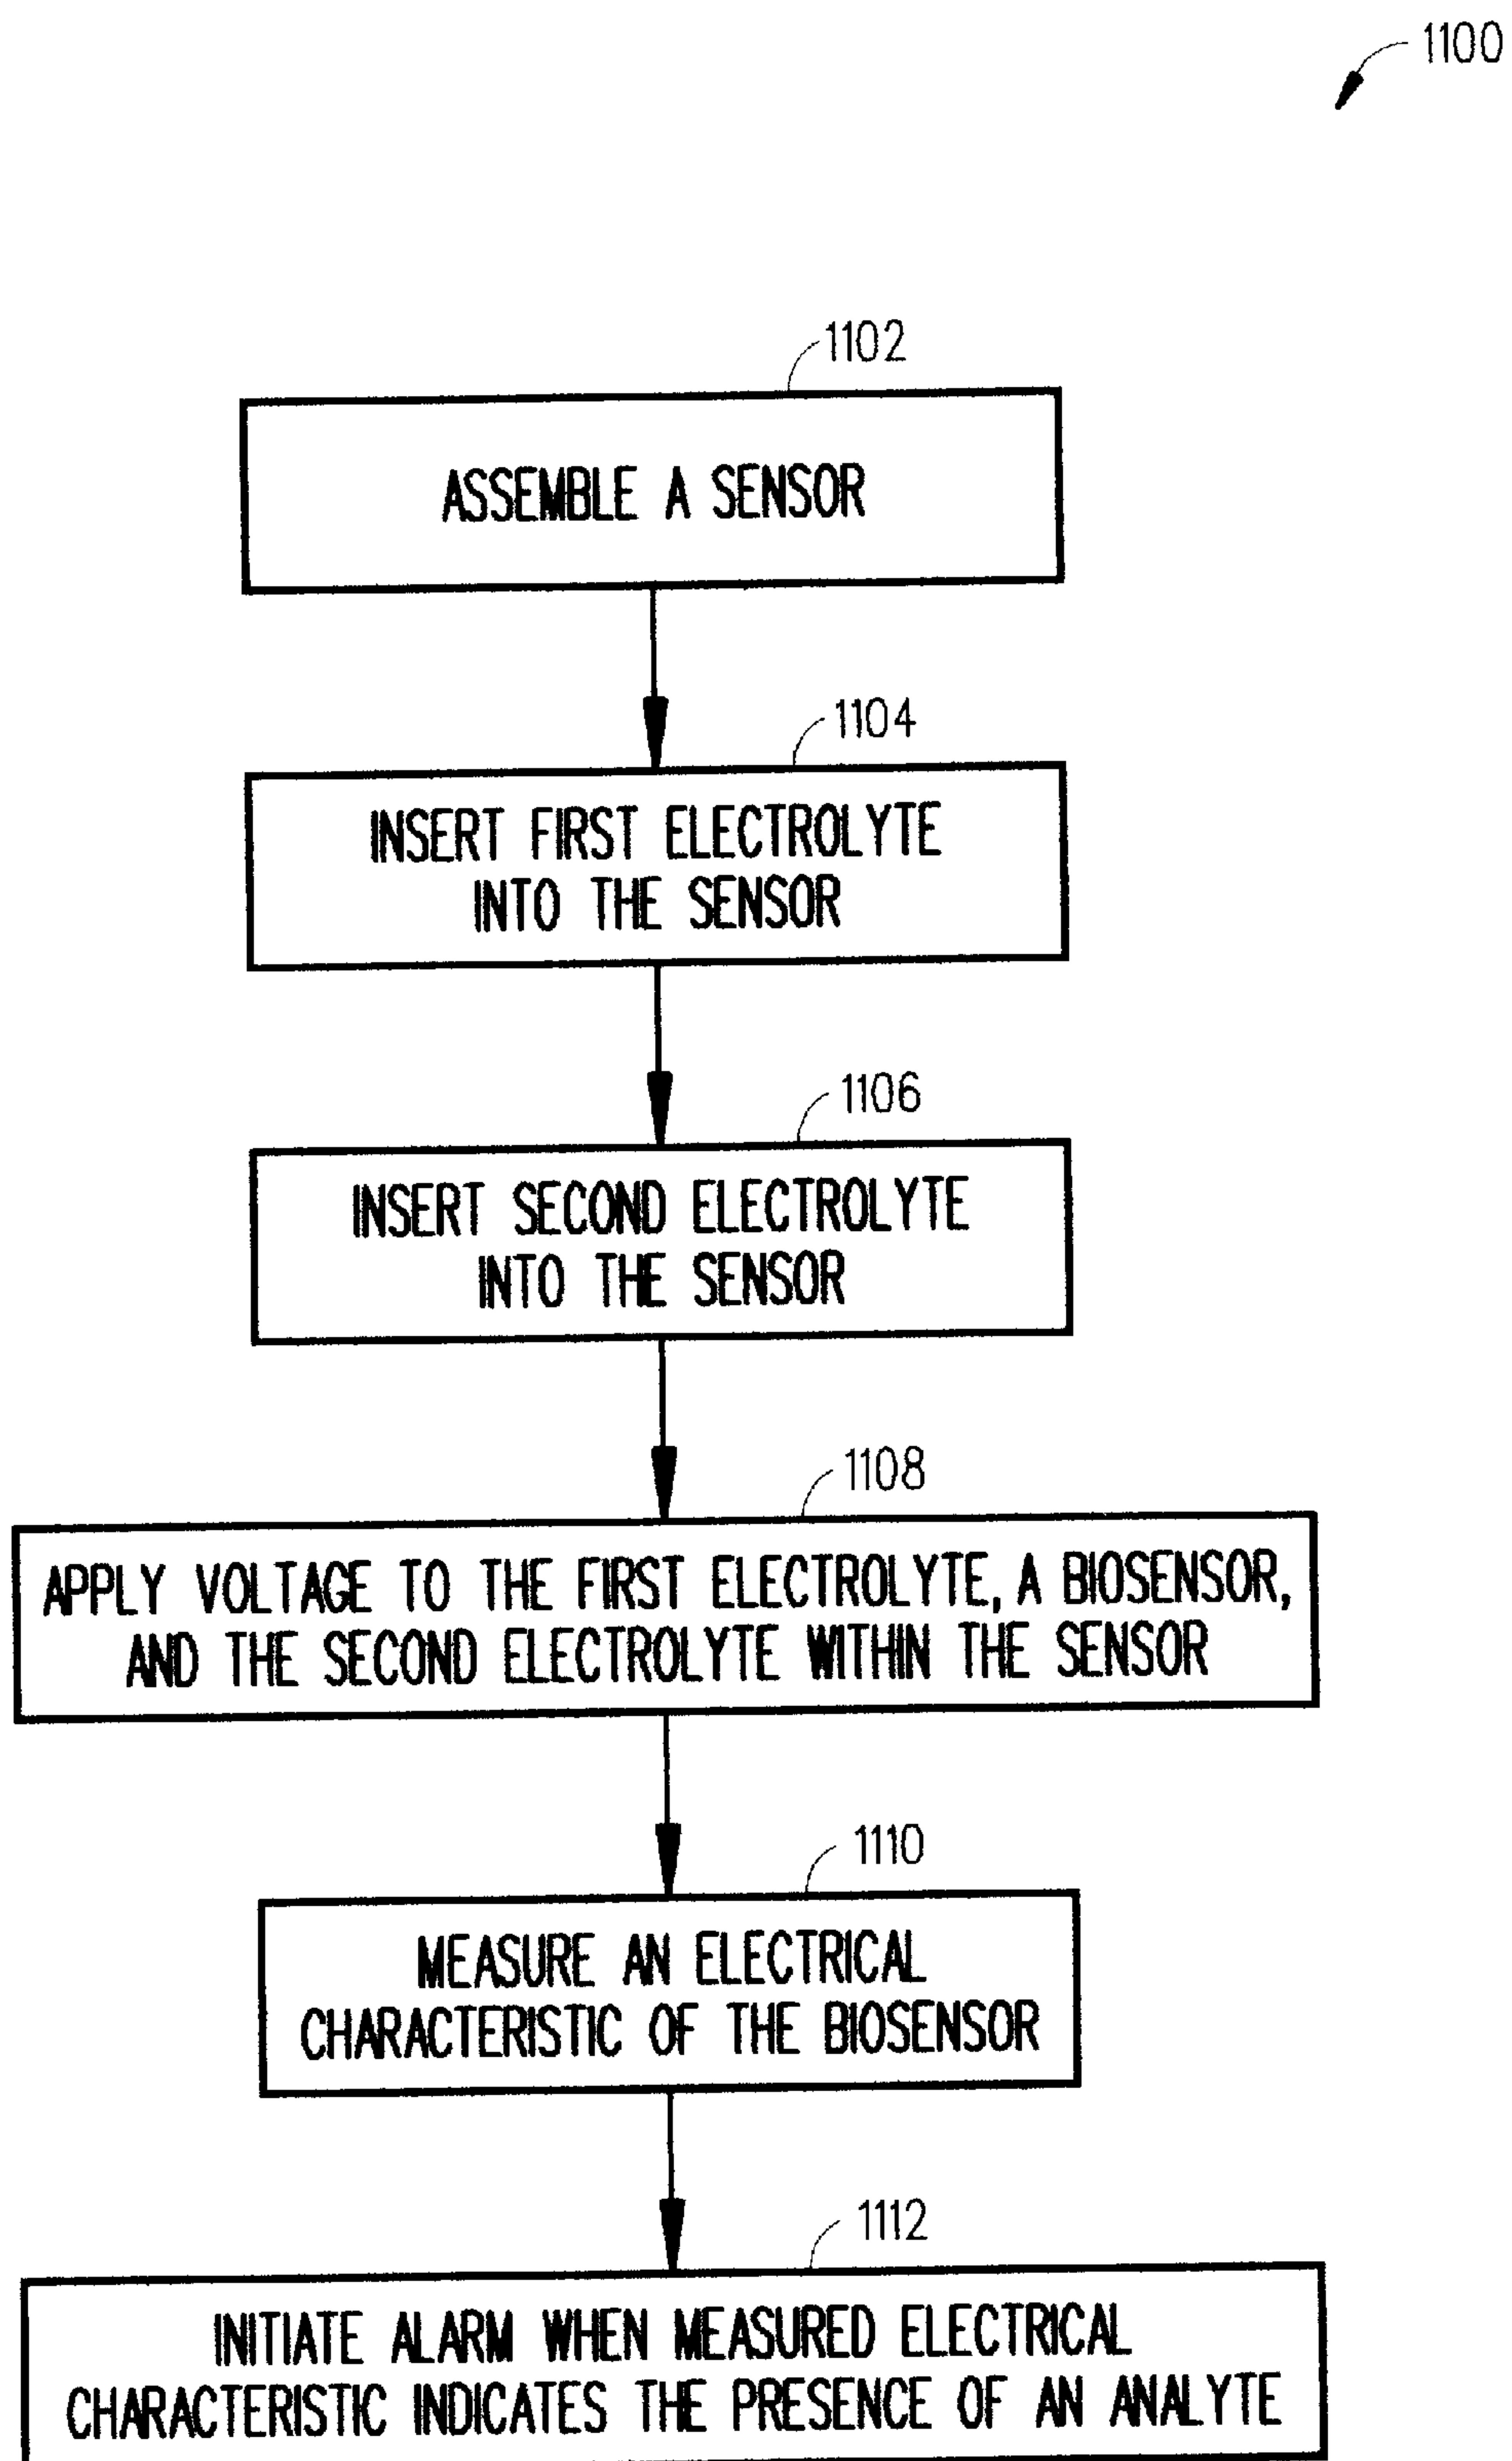 1100
1102
ASSEMBLE A SENSOR
1104
INSERT FIRST ELECTROLYTE
INTO THE SENSOR
1106
INSERT SECOND ELECTROLYTE
INTO THE SENSOR
1108
APPLY VOLTAGE TO THE FIRST ELECTROLYTE, A BIOSENSOR,
AND THE SECOND ELECTROLYTE WITHIN THE SENSOR
1110
MEASURE AN ELECTRICAL
CHARACTERISTIC OF THE BIOSENSOR
1112
INITIATE ALARM WHEN MEASURED ELECTRICAL
CHARACTERISTIC INDICATES THE PRESENCE OF AN ANALYTE